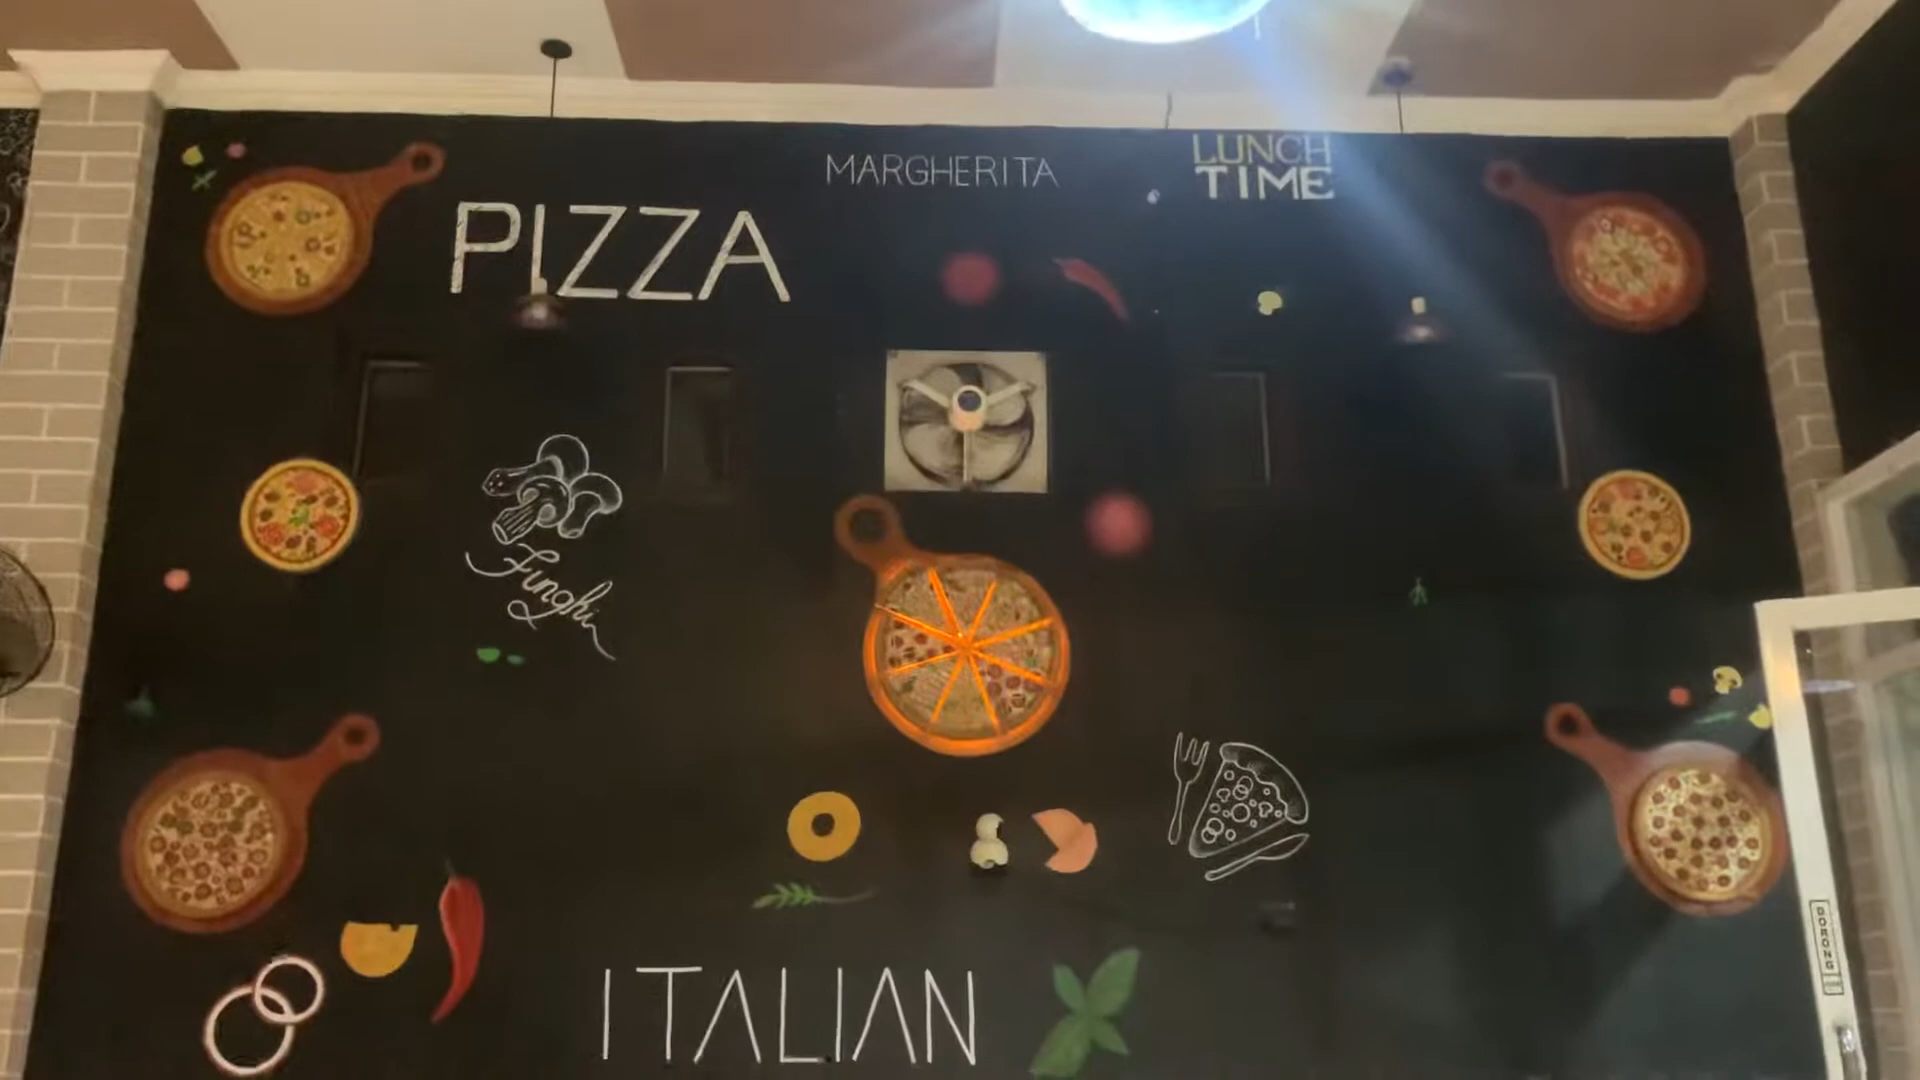 MARGHERITA
LUNCH
TIME
PIZZA
Funghi
DORONG
ITALIAN